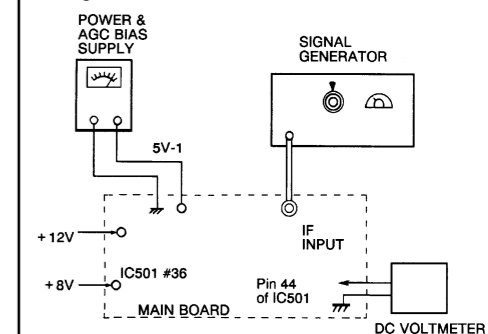 POWER &
AGC BIAS
SUPPLY
SIGNAL
GENERATOR
5V-1
+12V
IF
INPUT
+8V
IC501 #36
Pin 44
of IC501
MAIN BOARD
DC VOLTMETER